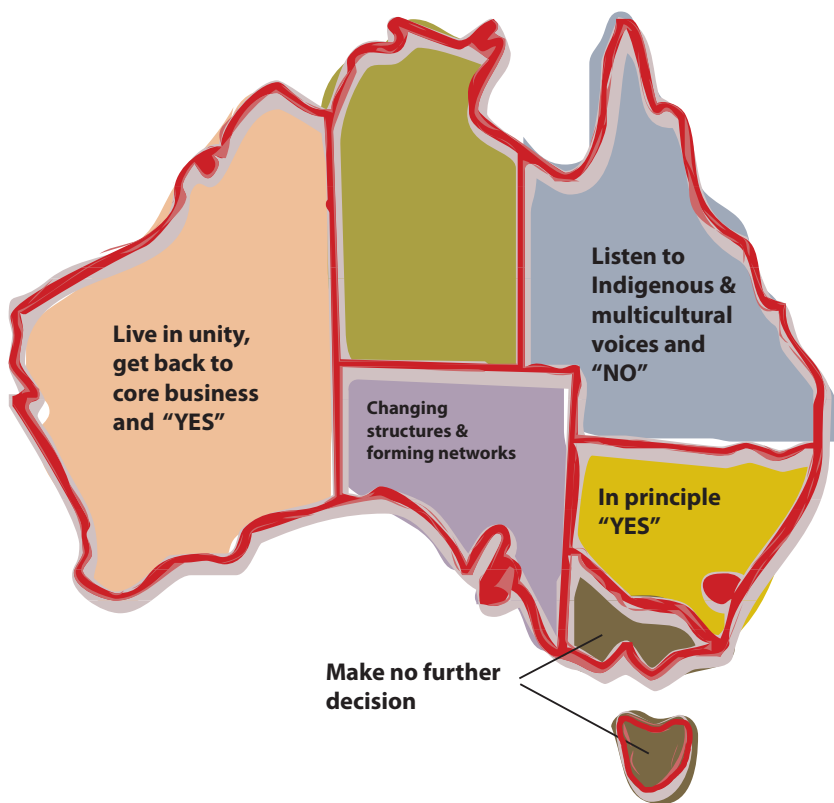 Live in unity,
get back to
core business
and “YES”
Listen to
Indigenous &
multicultural
voices and
“NO”
Changing
structures &
forming networks
In principle
“YES”
Make no further
decision